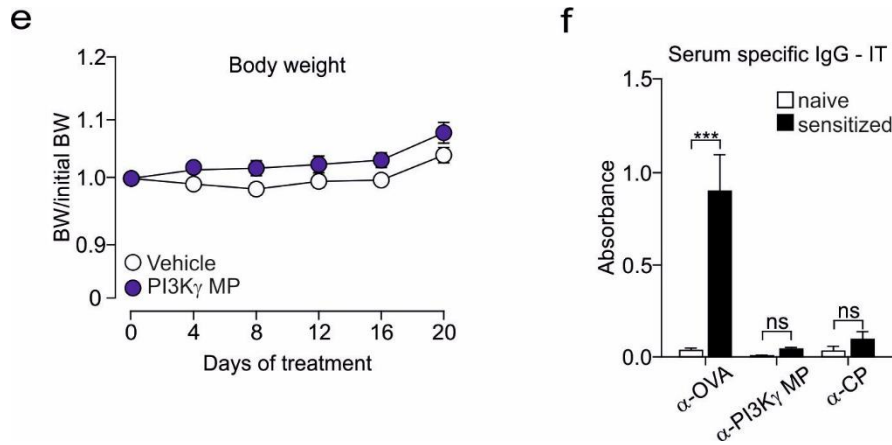 e
Body weight
1.2
1.1
1.0
0.9
0
BW/initial BW
Vehicle
PI3Kγ MP
0 4 8 12 16 20
Days of treatment
f
Serum specific IgG - IT
1.5
1.0
0.5
0.0
Absorbance
naive
sensitized
***
ns
ns
α-OVA
α-PI3Kγ MP
α-CP